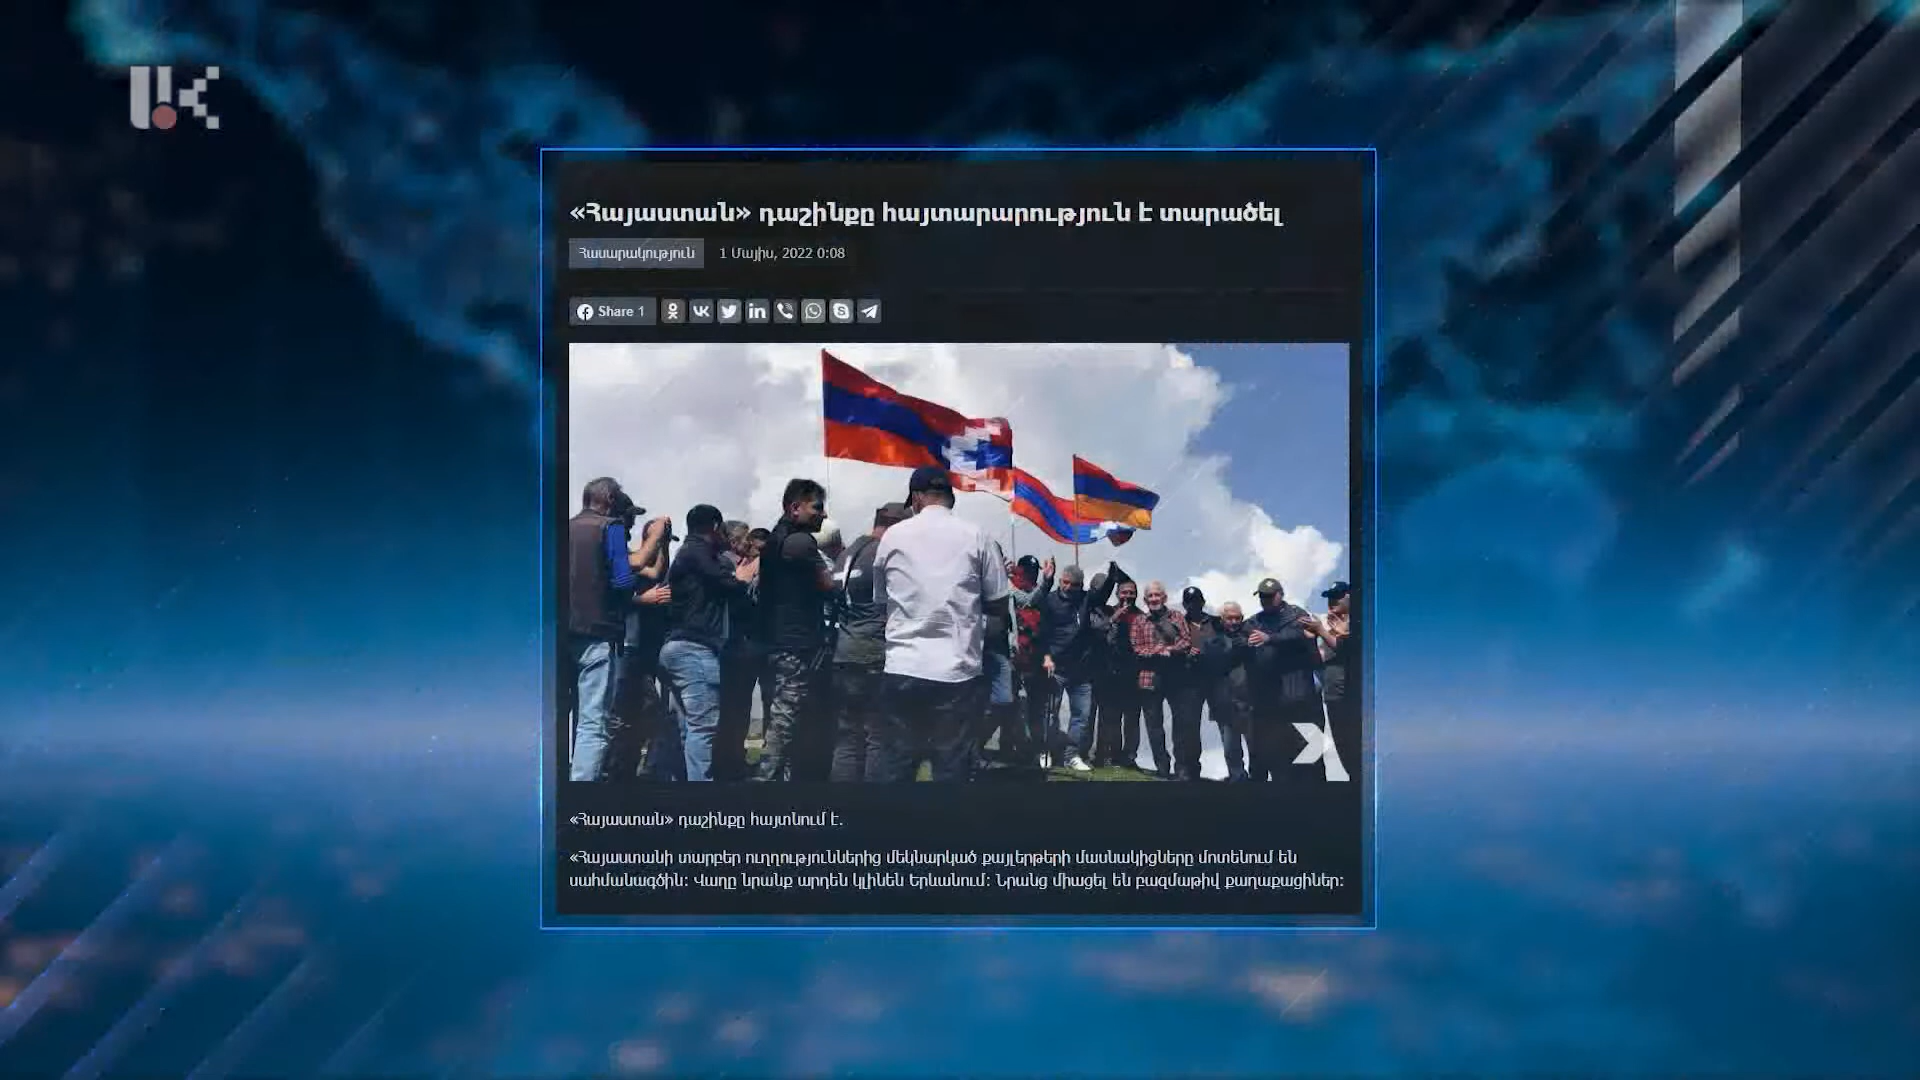 «Հայաստան» դաշինքը հայտարարություն է տարածել
Հասարակություն 1 Մայիս, 2022 0:08
Share 1
«Հայաստան» դաշինքը հայտնում է.
«Հայաստանի տարբեր ուղղություններից մեկնարկած քայլերթերի մասնակիցները մոտենում են
սահմանագծին: Վաղը նրանք արդեն կլինեն Երևանում: Նրանց միացել են բազմաթիվ քաղաքացիներ: